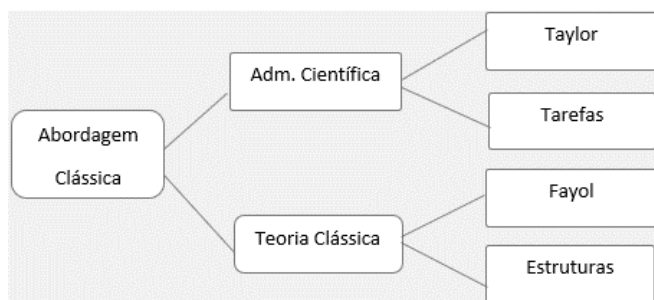 Abordagem
Clássica
Adm. Científica
Taylor
Tarefas
Teoria Clássica
Fayol
Estruturas